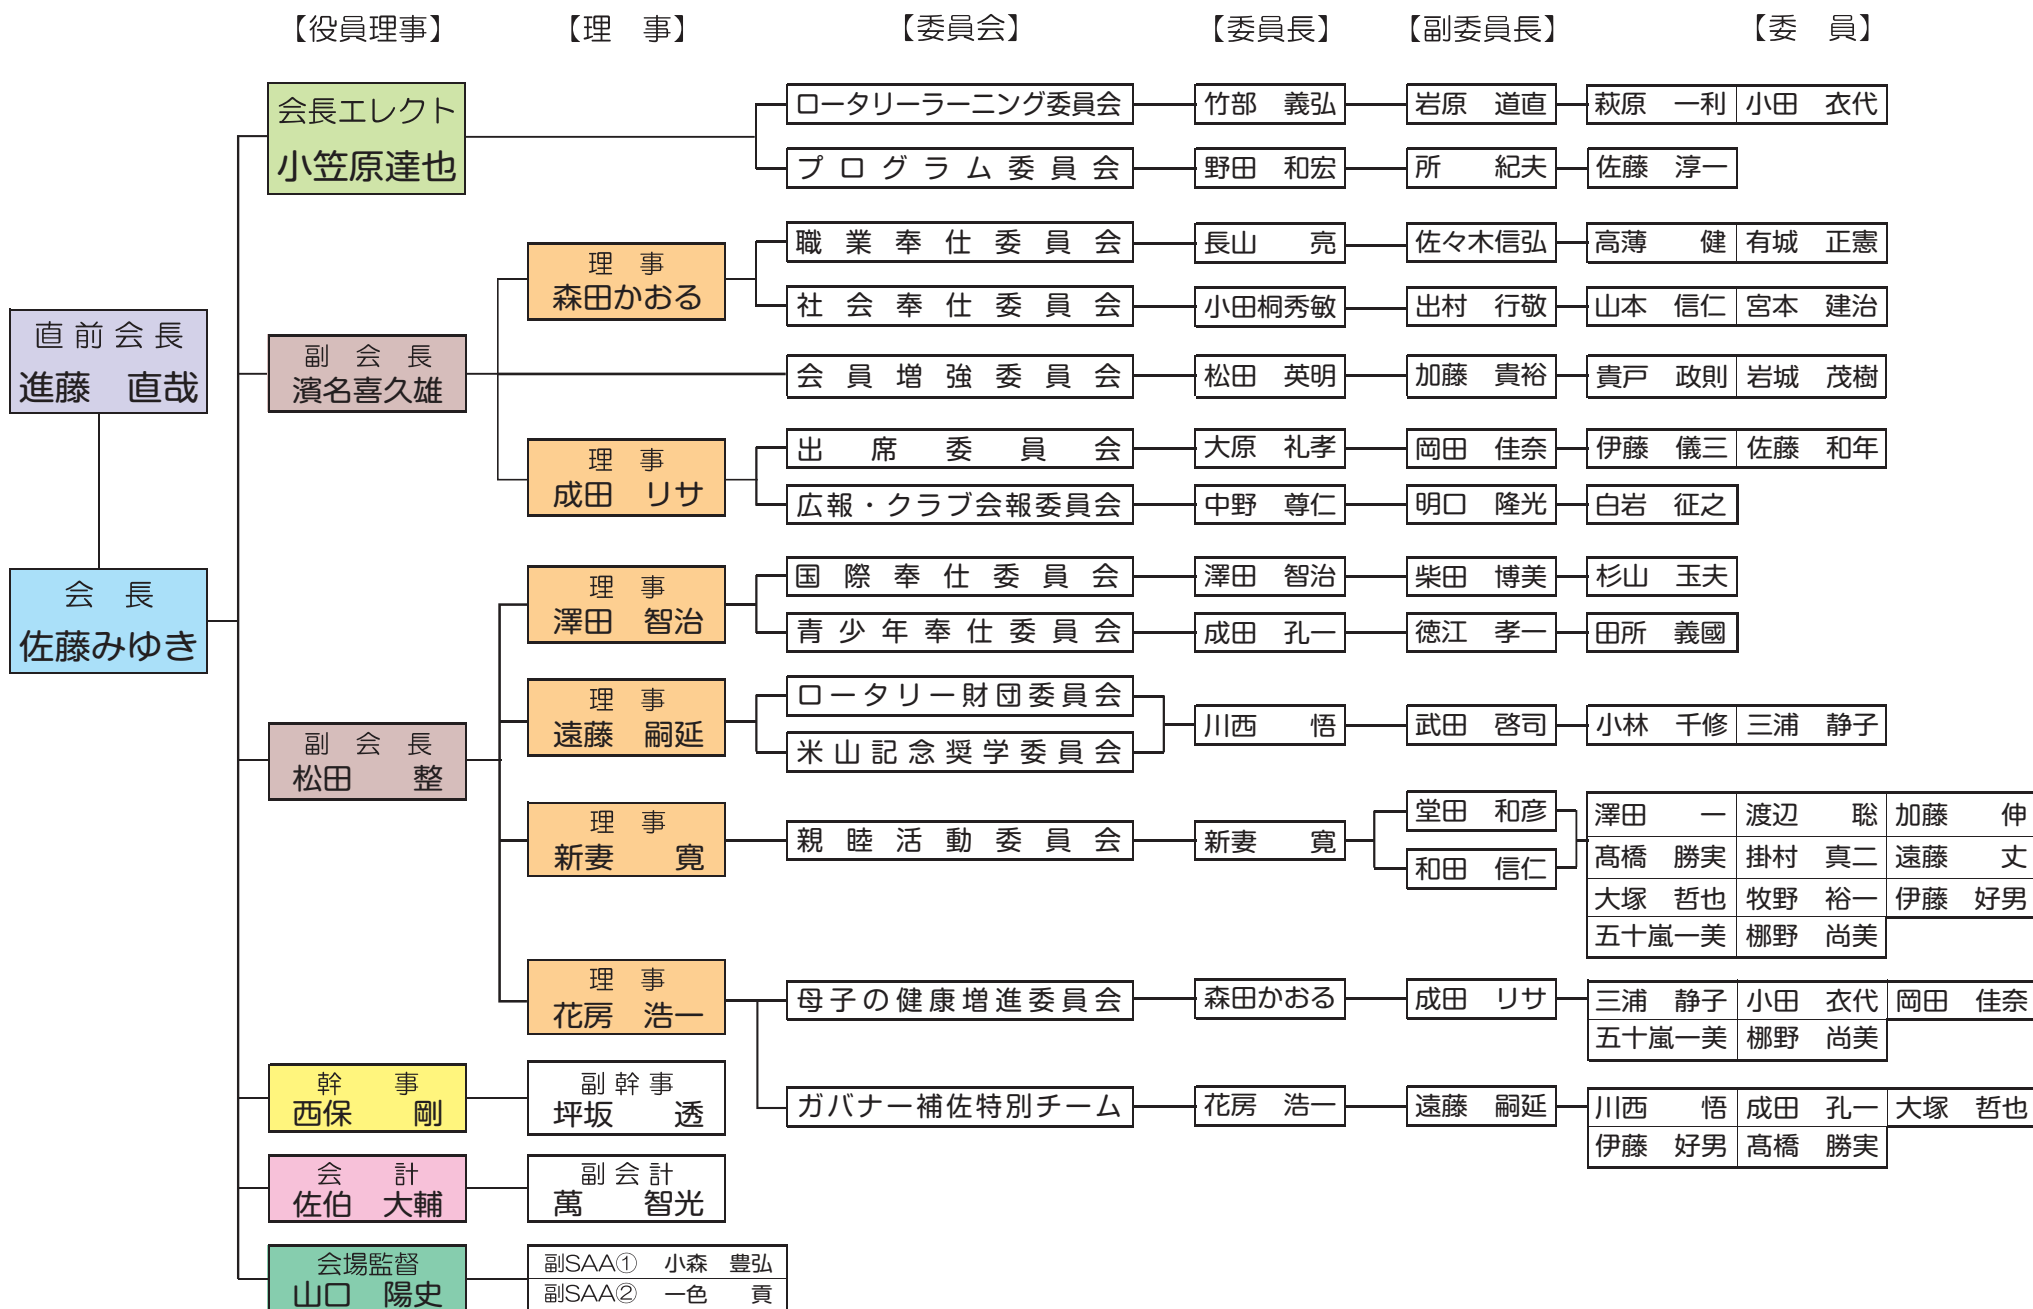 【役員理事】 【理　事】 【委員会】 【委員長】 【副委員長】 【委　員】
会長エレクト
小笠原達也
ロータリーラーニング委員会 竹部　義弘 岩原　道直 萩原　一利 小田　衣代
プログラム委員会 野田　和宏 所　　紀夫 佐藤　淳一
直前会長
進藤　直哉
会　長
佐藤みゆき
副　会　長
濱名喜久雄
理　事
森田かおる
職業奉仕委員会 長山　　亮 佐々木信弘 高薄　　健 有城　正憲
社会奉仕委員会 小田桐秀敏 出村　行敬 山本　信仁 宮本　建治
会員増強委員会 松田　英明 加藤　貴裕 貴戸　政則 岩城　茂樹
理　事
成田　リサ
出席委員会 大原　礼孝 岡田　佳奈 伊藤　儀三 佐藤　和年
広報・クラブ会報委員会 中野　尊仁 明口　隆光 白岩　征之
副　会　長
松田　　整
理　事
澤田　智治
国際奉仕委員会 澤田　智治 柴田　博美 杉山　玉夫
青少年奉仕委員会 成田　孔一 徳江　孝一 田所　義國
理　事
遠藤　嗣延
ロータリー財団委員会
米山記念奨学委員会
川西　　悟 武田　啓司 小林　千修 三浦　静子
理　事
新妻　　寛
親睦活動委員会 新妻　　寛
堂田　和彦
和田　信仁
澤田　　一 渡辺　　聡 加藤　　伸
髙橋　勝実 掛村　真二 遠藤　　丈
大塚　哲也 牧野　裕一 伊藤　好男
五十嵐一美 梛野　尚美
理　事
花房　浩一
母子の健康増進委員会 森田かおる 成田　リサ 三浦　静子 小田　衣代 岡田　佳奈
五十嵐一美 梛野　尚美
ガバナー補佐特別チーム 花房　浩一 遠藤　嗣延 川西　　悟 成田　孔一 大塚　哲也
伊藤　好男 髙橋　勝実
幹　　事
西保　　剛
副幹事
坪坂　　透
会　　計
佐伯　大輔
副会計
萬　　智光
会場監督
山口　陽史
副SAA①　小森　豊弘
副SAA②　一色　　貢